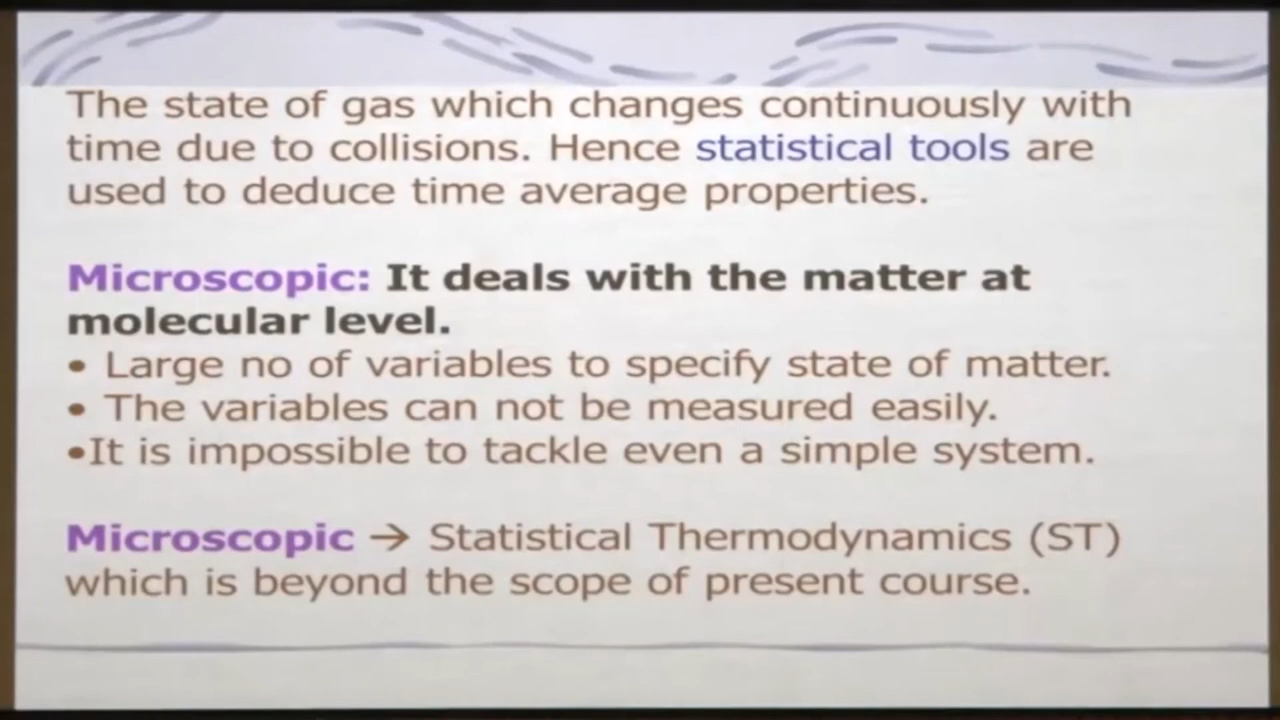 The state of gas which changes continuously with
time due to collisions. Hence statistical tools are
used to deduce time average properties.
Microscopic: It deals with the matter at
molecular level.
• Large no of variables to specify state of matter.
• The variables can not be measured easily.
•It is impossible to tackle even a simple system.
Microscopic → Statistical Thermodynamics (ST)
which is beyond the scope of present course.